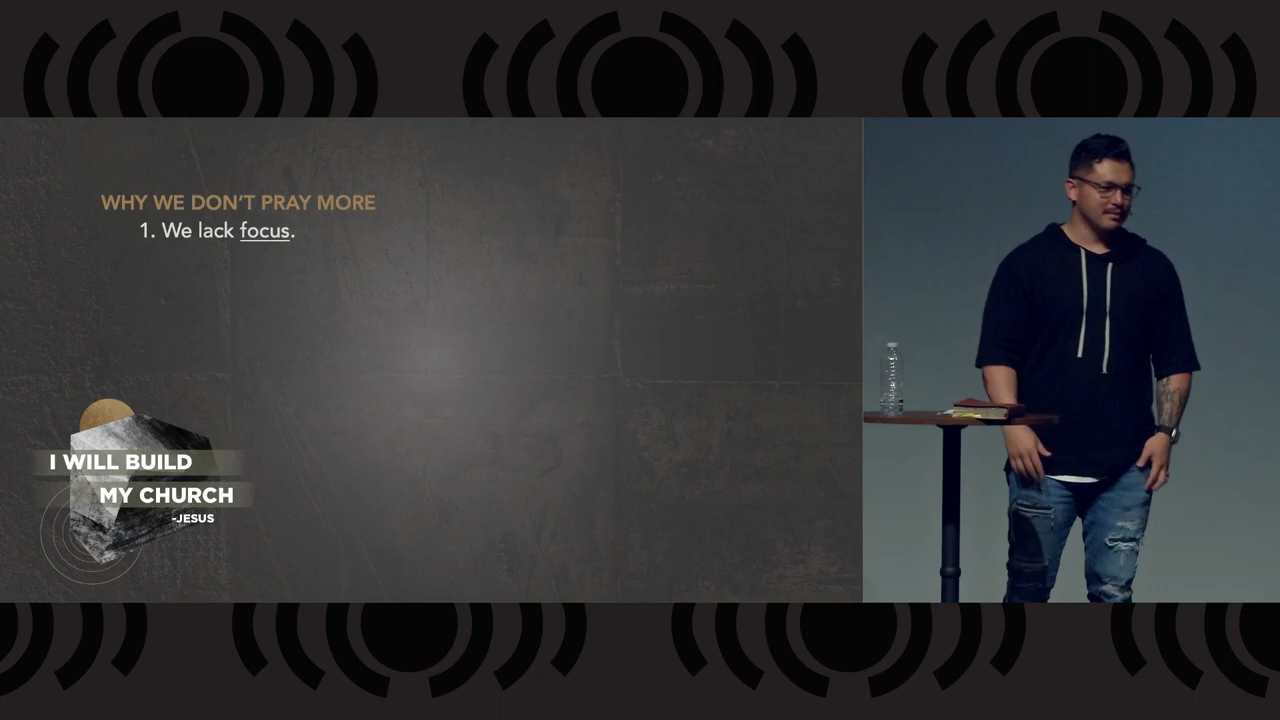 WHY WE DON'T PRAY MORE
1. We lack focus.
I WILL BUILD
MY CHURCH
-JESUS